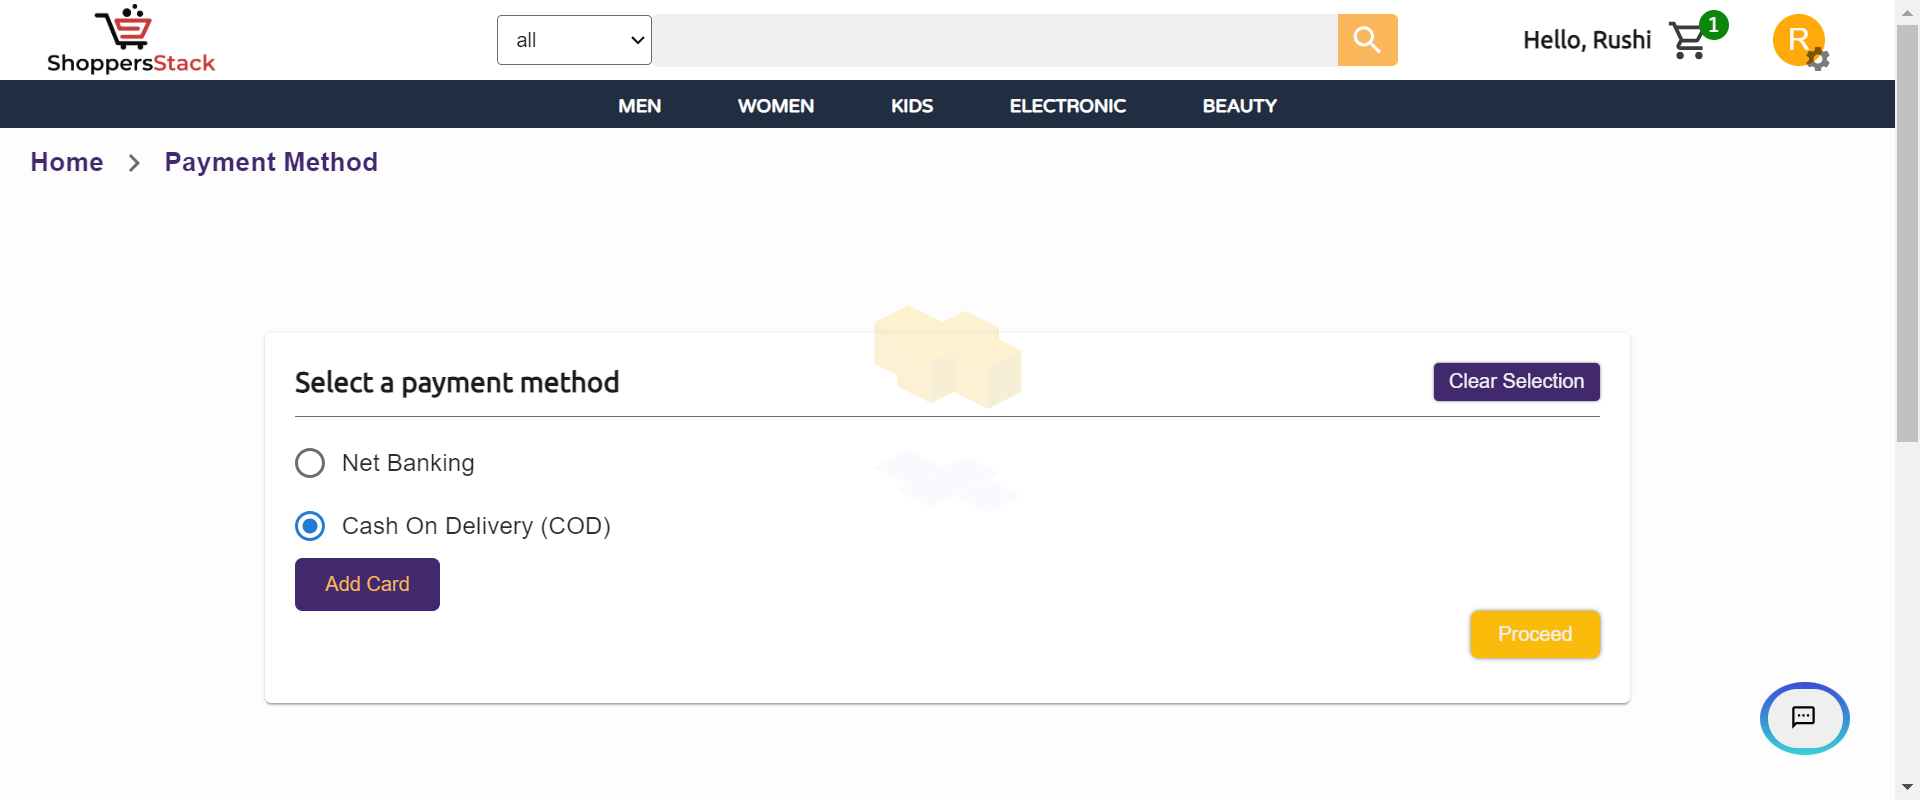 ShoppersStack
all
Hello, Rushi
1
R
MEN WOMEN KIDS ELECTRONIC BEAUTY
Home > Payment Method
Select a payment method
Clear Selection
Net Banking
Cash On Delivery (COD)
Add Card
Proceed